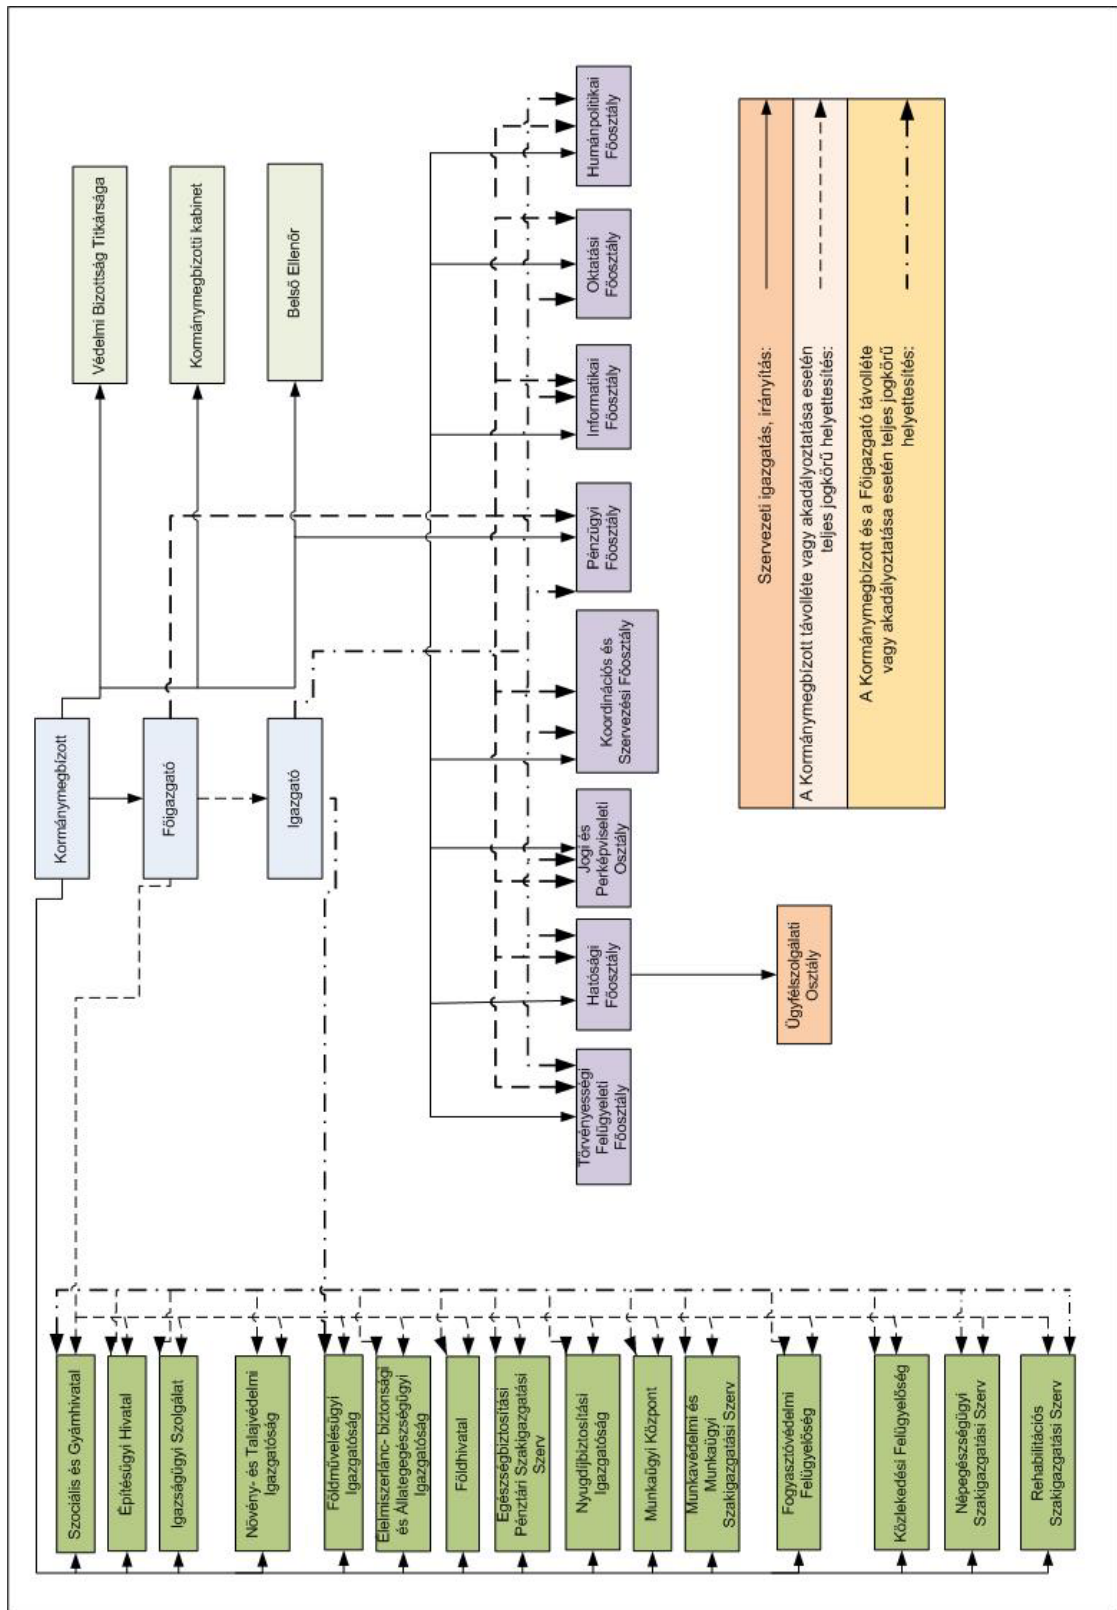 Kormánymegbízott
Főigazgató
Igazgató
Védelmi Bizottság Titkársága
Kormánymegbízotti kabinet
Belső Ellenőr
Törvényességi
Felügyeleti
Főosztály
Hatósági
Főosztály
Jogi és
Perképviseleti
Osztály
Koordinációs és
Szervezési Főosztály
Pénzügyi
Főosztály
Informatikai
Főosztály
Oktatási
Főosztály
Humánpolitikai
Főosztály
Ügyfélszolgálati
Osztály
Szociális és Gyámhivatal
Építésügyi Hivatal
Igazságügyi Szolgálat
Növény- és Talajvédelmi
Igazgatóság
Földművelésügyi
Igazgatóság
Élelmiszerlánc- biztonsági
és Állategegészségügyi
Igazgatóság
Földhivatal
Egészségbiztosítási
Pénztári Szakigazgatási
Szerv
Nyugdíjbiztosítási
Igazgatóság
Munkaügyi Központ
Munkavédelmi és
Munkaügyi
Szakigazgatási Szerv
Fogyasztóvédelmi
Felügyelőség
Közlekedési Felügyelőség
Népegészségügyi
Szakigazgatási Szerv
Rehabilitációs
Szakigazgatási Szerv
Szervezeti igazgatás, irányítás:
A Kormánymegbízott távolléte vagy akadályoztatása esetén
teljes jogkörű helyettesítés:
A Kormánymegbízott és a Főigazgató távolléte
vagy akadályoztatása esetén teljes jogkörű
helyettesítés: